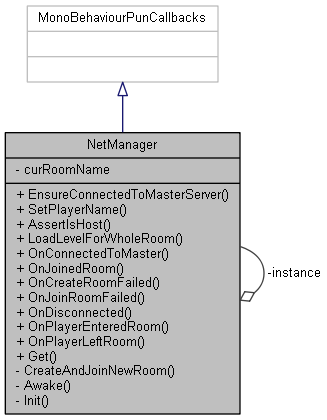 MonoBehaviourPunCallbacks
NetManager
- curRoomName
+ EnsureConnectedToMasterServer()
+ SetPlayerName()
+ AssertIsHost()
+ LoadLevelForWholeRoom()
+ OnConnectedToMaster()
+ OnJoinedRoom()
+ OnCreateRoomFailed()
+ OnJoinRoomFailed()
+ OnDisconnected()
+ OnPlayerEnteredRoom()
+ OnPlayerLeftRoom()
+ Get()
- CreateAndJoinNewRoom()
- Awake()
- Init()
-instance